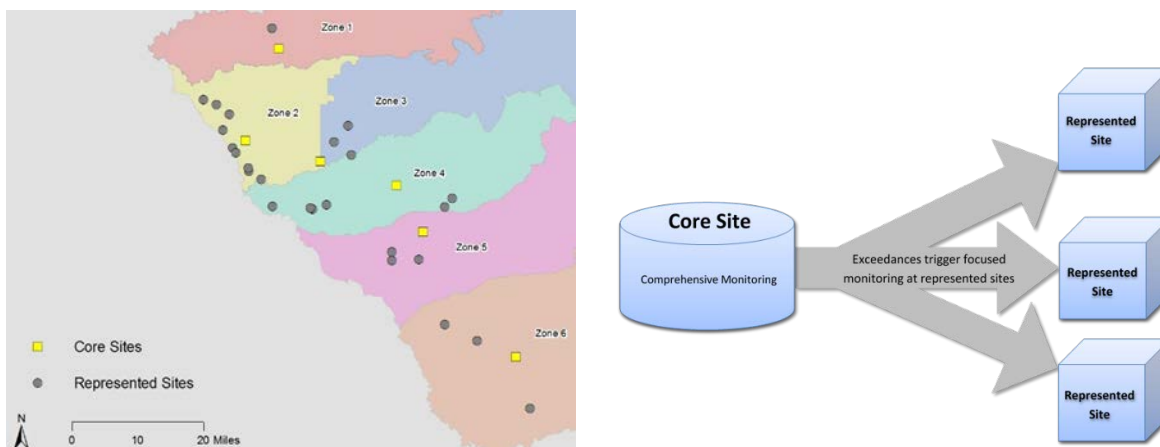 Zone 1
Zone 2
Zone 3
Zone 4
Zone 5
Zone 6
Core Sites
Represented Sites
N
0 10 20 Miles
Core Site
Comprehensive Monitoring
Exceedances trigger focused
monitoring at represented sites
Represented
Site
Represented
Site
Represented
Site